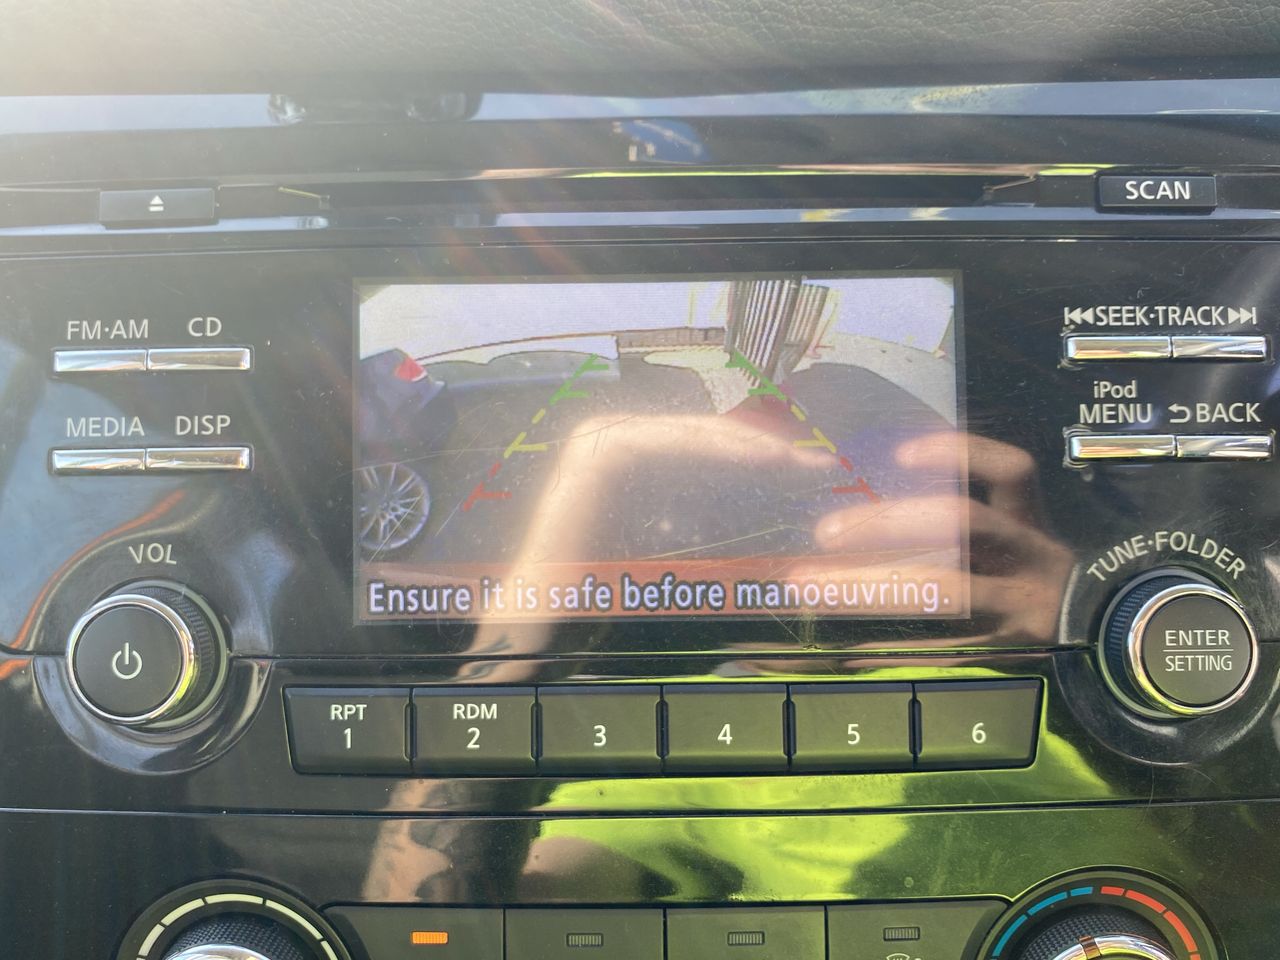 SCAN
FM·AM CD
SEEK·TRACK
iPod
MENU BACK
MEDIA DISP
VOL
TUNE·FOLDER
Ensure it is safe before manoeuvring.
ENTER
SETTING
RPT RDM
1 2 3 4 5 6